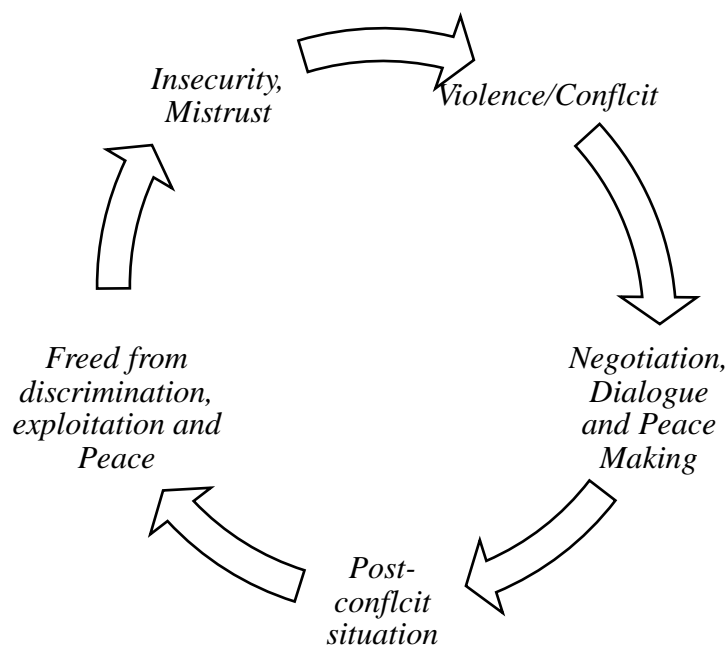 Insecurity,
Mistrust
Violence/Conflcit
Negotiation,
Dialogue
and Peace
Making
Post-
conflcit
situation
Freed from
discrimination,
exploitation and
Peace